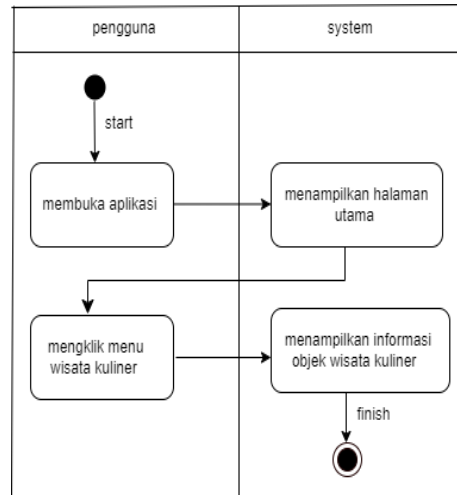 pengguna
system
start
membuka aplikasi
menampilkan halaman
utama
mengklik menu
wisata kuliner
menampilkan informasi
objek wisata kuliner
finish